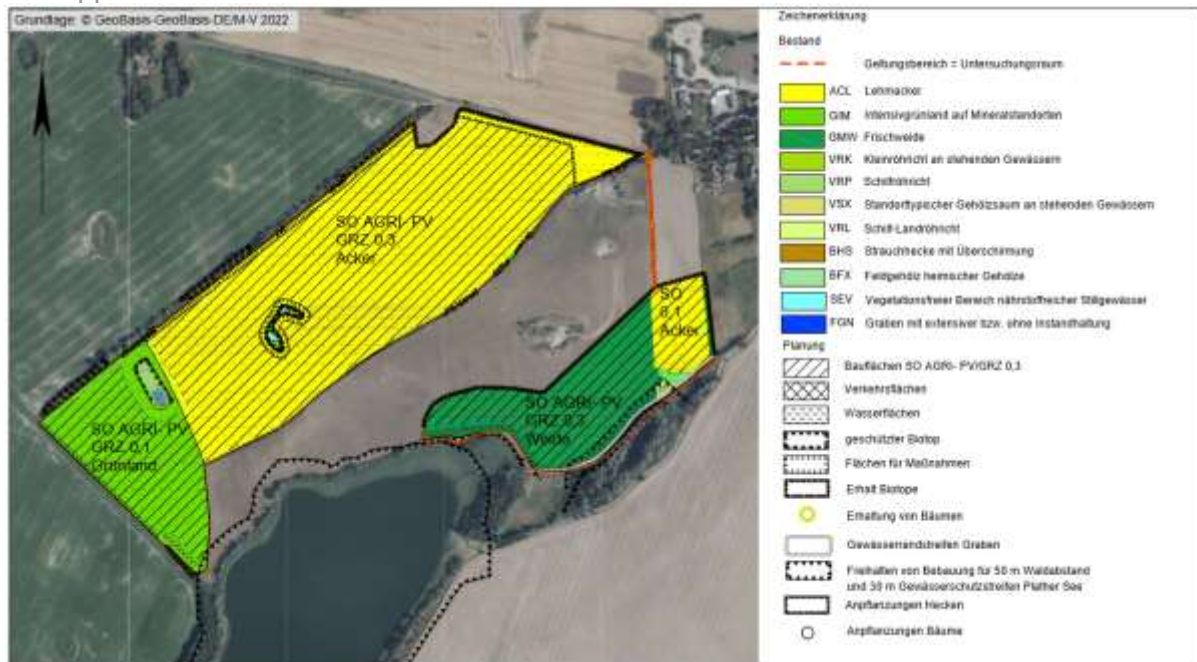 Grundlage: © GeoBasis-GeoBasis-DE/M-V 2022
SO AGRI- PV
GRZ 0,3
Acker
SO
0,1
Acker
SO AGRI- PV
GRZ 0,3
Weide
SO AGRI- PV
GRZ 0,1
Grünland
Zeichenerklärung
Bestand
Geltungsbereich = Untersuchungsraum
ACL Lehmacker
GIM Intensivgrünland auf Mineralstandorten
GMW Frischweide
VRK Kleinröhricht an stehenden Gewässern
VRP Schilfröhricht
VSX Standorttypischer Gehölzsaum an stehenden Gewässern
VRL Schilf-Landröhricht
BHS Strauchhecke mit Überschirmung
BFX Feldgehölz heimischer Gehölze
SEV Vegetationsfreier Bereich nährstoffreicher Stillgewässer
FGN Graben mit extensiver bzw. ohne Instandhaltung
Planung
Bauflächen SO AGRI- PV/GRZ 0,3
Verkehrsflächen
Wasserflächen
geschützter Biotop
Flächen für Maßnahmen
Erhalt Biotope
Erhaltung von Bäumen
Gewässerrandstreifen Graben
Freihalten von Bebauung für 50 m Waldabstand
und 30 m Gewässerschutzstreifen Plather See
Anpflanzungen Hecken
Anpflanzungen Bäume